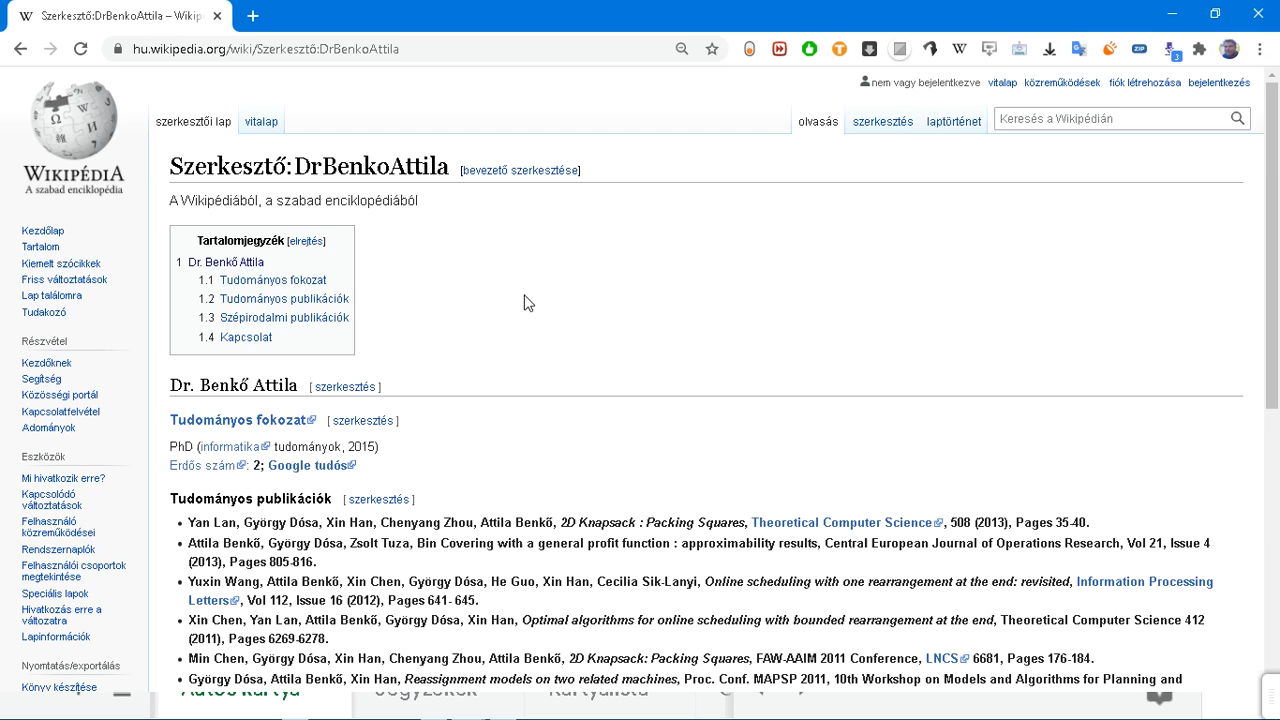 Szerkesztő:DrBenkoAttila – Wikip
hu.wikipedia.org/wiki/Szerkesztő:DrBenkoAttila
ZIP
3
nem vagy bejelentkezve vitalap közreműködések fiók létrehozása bejelentkezés
szerkesztői lap vitalap olvasás szerkesztés laptörténet Keresés a Wikipédián
WIKIPÉDIA
A szabad enciklopédia
Kezdőlap
Tartalom
Kiemelt szócikkek
Friss változtatások
Lap találomra
Tudakozó
Részvétel
Kezdőknek
Segítség
Közösségi portál
Kapcsolatfelvétel
Adományok
Eszközök
Mi hivatkozik erre?
Kapcsolódó
változtatások
Felhasználó
közreműködései
Rendszernaplók
Felhasználói csoportok
megtekintése
Speciális lapok
Hivatkozás erre a
változatra
Lapinformációk
Nyomtatás/exportálás
Könyv készítése
Szerkesztő:DrBenkoAttila [bevezető szerkesztése]
A Wikipédiából, a szabad enciklopédiából
Tartalomjegyzék [elrejtés]
1 Dr. Benkő Attila
1.1 Tudományos fokozat
1.2 Tudományos publikációk
1.3 Szépirodalmi publikációk
1.4 Kapcsolat
Dr. Benkő Attila [ szerkesztés ]
Tudományos fokozat [ szerkesztés ]
PhD (informatika tudományok, 2015)
Erdős szám: 2; Google tudós
Tudományos publikációk [ szerkesztés ]
• Yan Lan, György Dósa, Xin Han, Chenyang Zhou, Attila Benkő, 2D Knapsack : Packing Squares, Theoretical Computer Science, 508 (2013), Pages 35-40.
• Attila Benkő, György Dósa, Zsolt Tuza, Bin Covering with a general profit function : approximability results, Central European Journal of Operations Research, Vol 21, Issue 4
(2013), Pages 805-816.
• Yuxin Wang, Attila Benkő, Xin Chen, György Dósa, He Guo, Xin Han, Cecilia Sik-Lanyi, Online scheduling with one rearrangement at the end: revisited, Information Processing
Letters, Vol 112, Issue 16 (2012), Pages 641- 645.
• Xin Chen, Yan Lan, Attila Benkő, György Dósa, Xin Han, Optimal algorithms for online scheduling with bounded rearrangement at the end, Theoretical Computer Science 412
(2011), Pages 6269-6278.
• Min Chen, György Dósa, Xin Han, Chenyang Zhou, Attila Benkő, 2D Knapsack: Packing Squares, FAW-AAIM 2011 Conference, LNCS 6681, Pages 176-184.
• György Dósa, Attila Benkő, Xin Han, Reassignment models on two related machines, Proc. Conf. MAPSP 2011, 10th Workshop on Models and Algorithms for Planning and